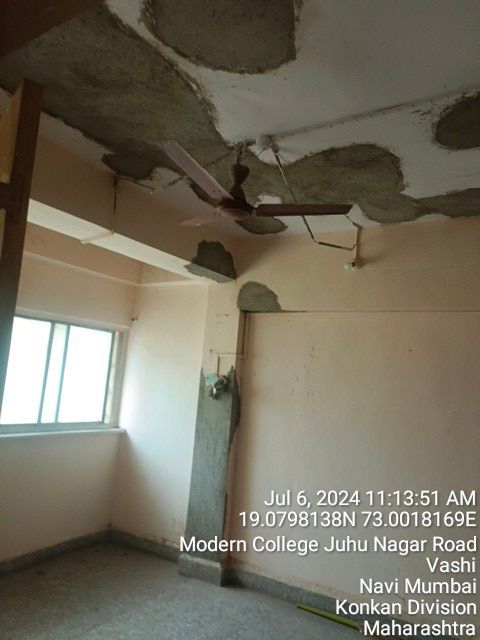 Jul 6, 2024 11:13:51 AM
19.0798138N 73.0018169E
Modern College Juhu Nagar Road
Vashi
Navi Mumbai
Konkan Division
Maharashtra